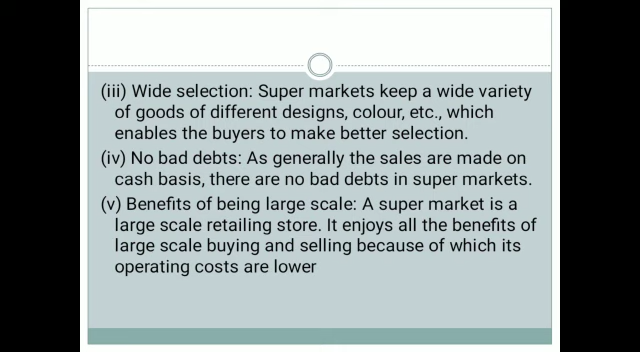 (iii) Wide selection: Super markets keep a wide variety
of goods of different designs, colour, etc., which
enables the buyers to make better selection.
(iv) No bad debts: As generally the sales are made on
cash basis, there are no bad debts in super markets.
(v) Benefits of being large scale: A super market is a
large scale retailing store. It enjoys all the benefits of
large scale buying and selling because of which its
operating costs are lower